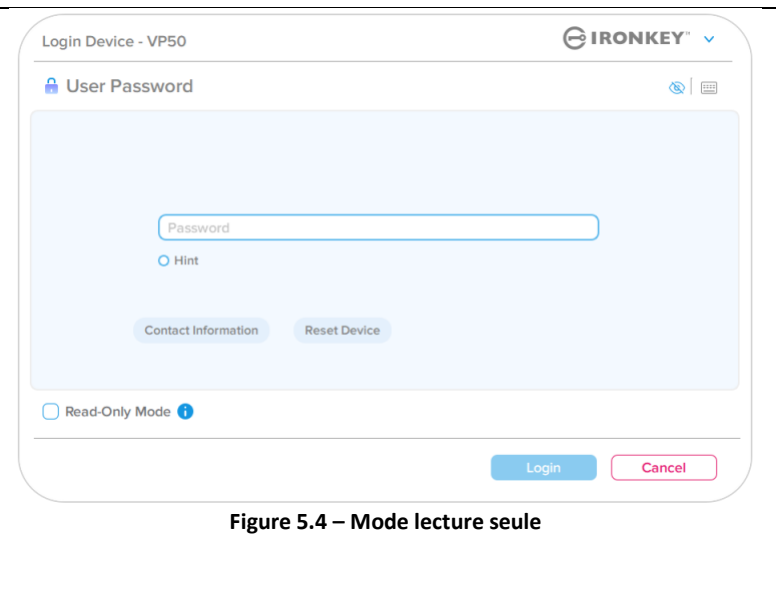 Login Device - VP50
IRONKEY™
User Password
Password
Hint
Contact Information
Reset Device
Read-Only Mode
Login
Cancel
Figure 5.4 – Mode lecture seule